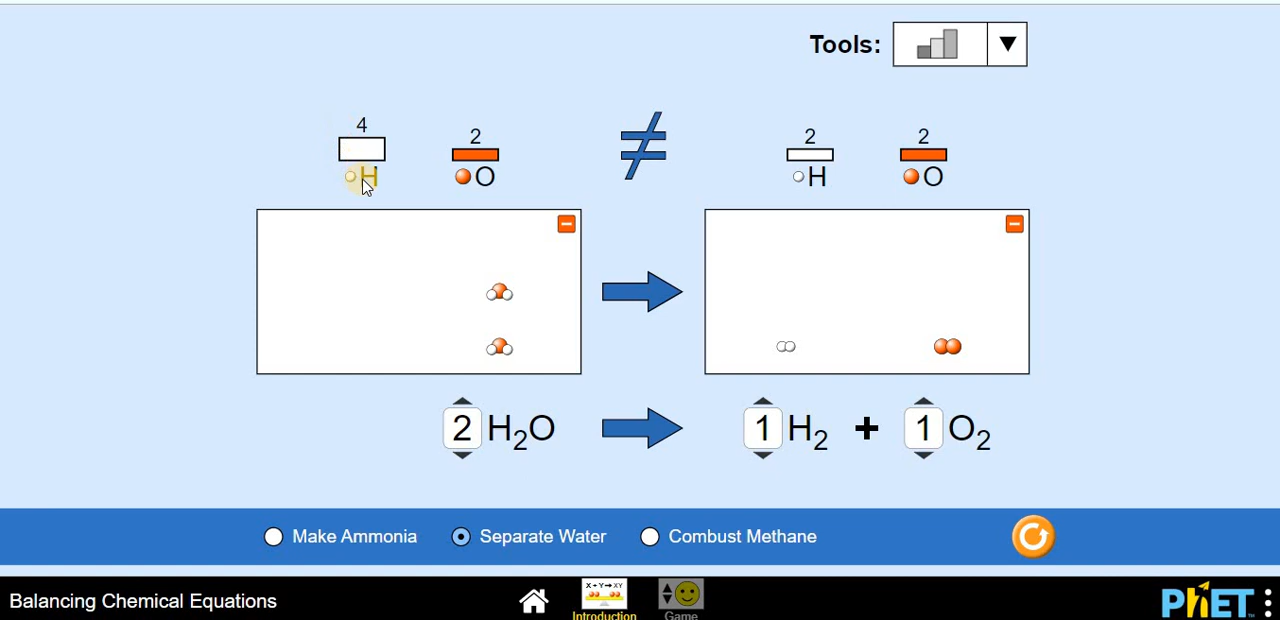 Tools:
4 2 ≠ 2 2
H O H O
2 H₂O 1 H₂ + 1 O₂
Make Ammonia Separate Water Combust Methane
X + Y → XY
Balancing Chemical Equations Introduction Game PhET